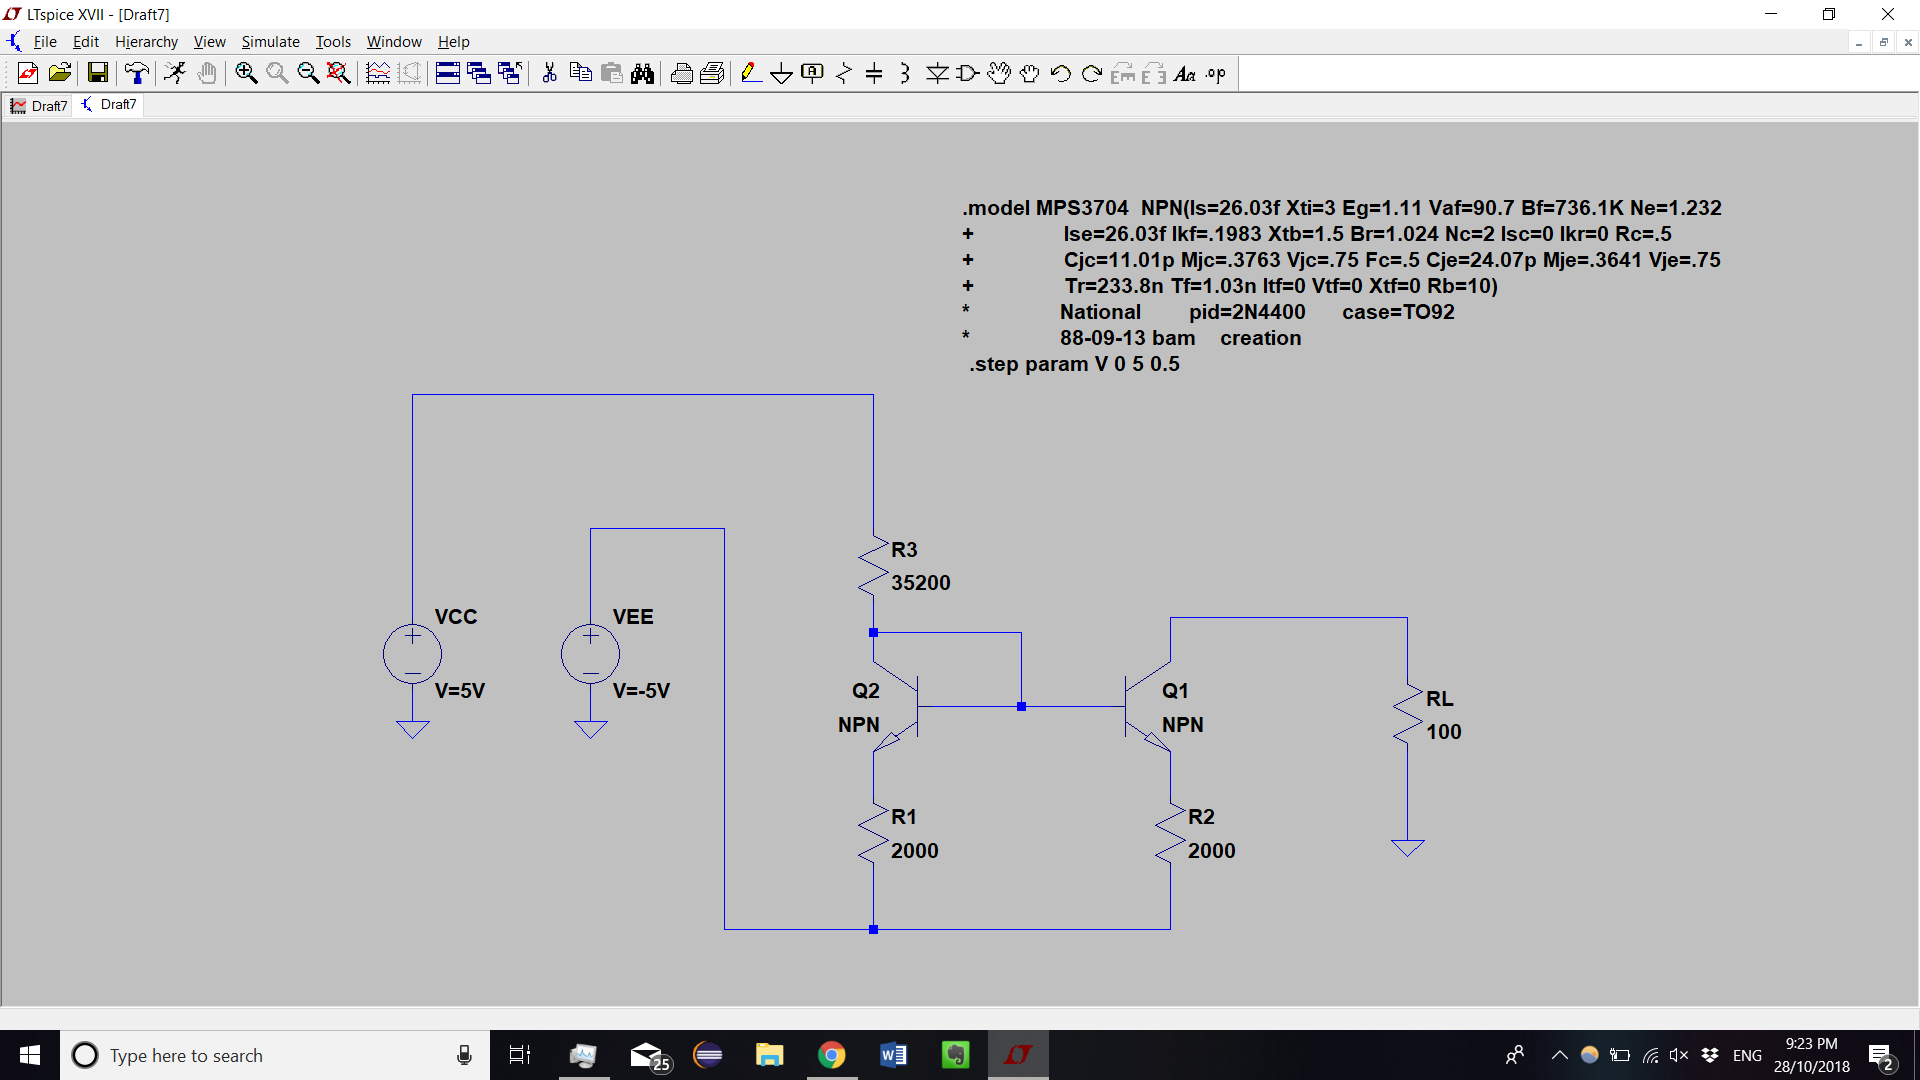 LTspice XVII - [Draft7]
File Edit Hierarchy View Simulate Tools Window Help
Aa .op
Draft7 Draft7
.model MPS3704 NPN(Is=26.03f Xti=3 Eg=1.11 Vaf=90.7 Bf=736.1K Ne=1.232
+ Ise=26.03f Ikf=.1983 Xtb=1.5 Br=1.024 Nc=2 Isc=0 Ikr=0 Rc=.5
+ Cjc=11.01p Mjc=.3763 Vjc=.75 Fc=.5 Cje=24.07p Mje=.3641 Vje=.75
+ Tr=233.8n Tf=1.03n Itf=0 Vtf=0 Xtf=0 Rb=10)
* National pid=2N4400 case=TO92
* 88-09-13 bam creation
.step param V 0 5 0.5
R3
35200
VCC
V=5V
VEE
V=-5V
Q2
NPN
Q1
NPN
RL
100
R1
2000
R2
2000
Type here to search
25
ENG
9:23 PM
28/10/2018
2